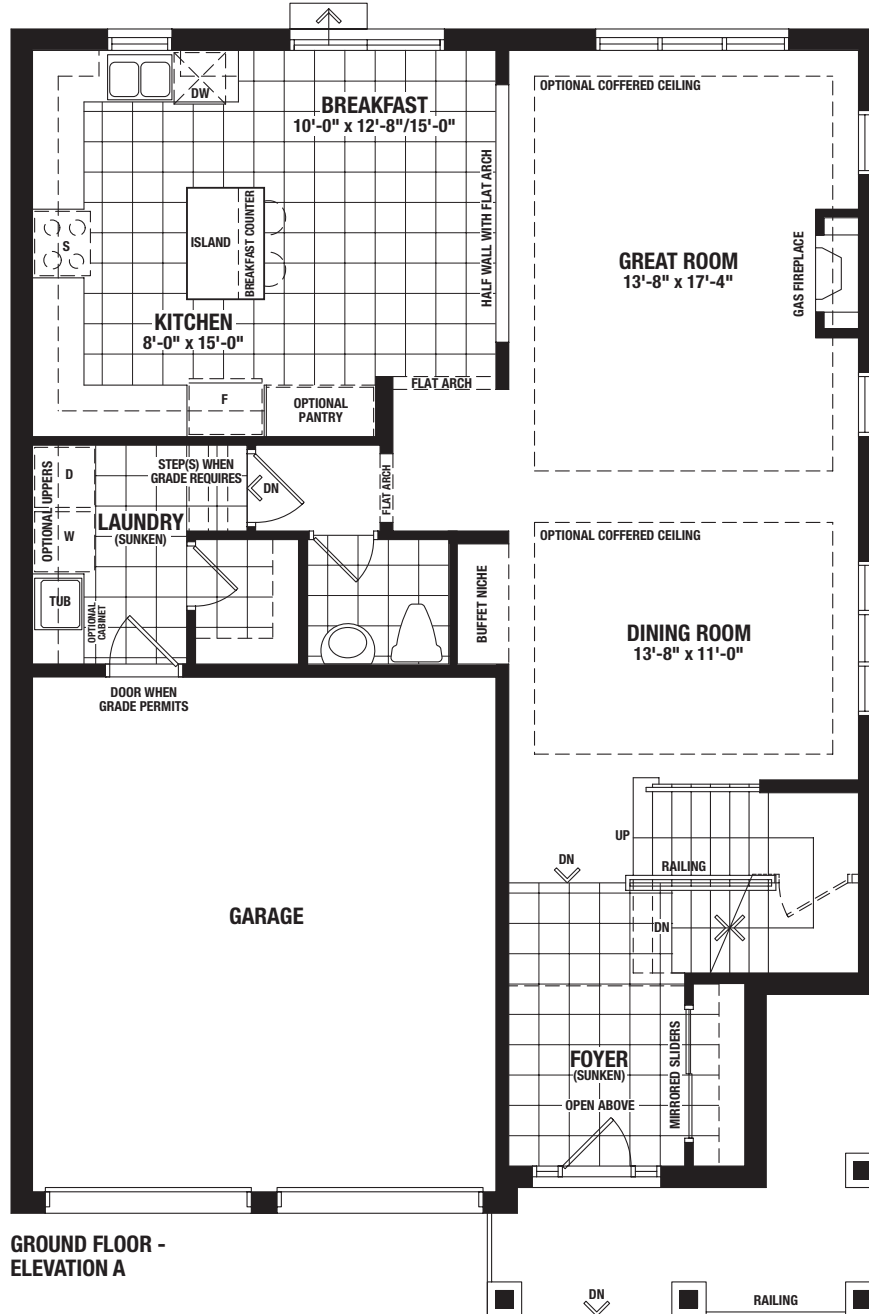 DW
BREAKFAST
10'-0" x 12'-8"/15'-0"
OPTIONAL COFFERED CEILING
S
ISLAND
BREAKFAST COUNTER
HALF WALL WITH FLAT ARCH
GREAT ROOM
13'-8" x 17'-4"
GAS FIREPLACE
KITCHEN
8'-0" x 15'-0"
F
OPTIONAL
PANTRY
FLAT ARCH
OPTIONAL UPPERS
D
W
STEP(S) WHEN
GRADE REQUIRES
DN
FLAT ARCH
LAUNDRY
(SUNKEN)
TUB
OPTIONAL
CABINET
BUFFET NICHE
OPTIONAL COFFERED CEILING
DINING ROOM
13'-8" x 11'-0"
DOOR WHEN
GRADE PERMITS
UP
DN
RAILING
DN
GARAGE
FOYER
(SUNKEN)
OPEN ABOVE
MIRRORED SLIDERS
GROUND FLOOR -
ELEVATION A
DN
RAILING